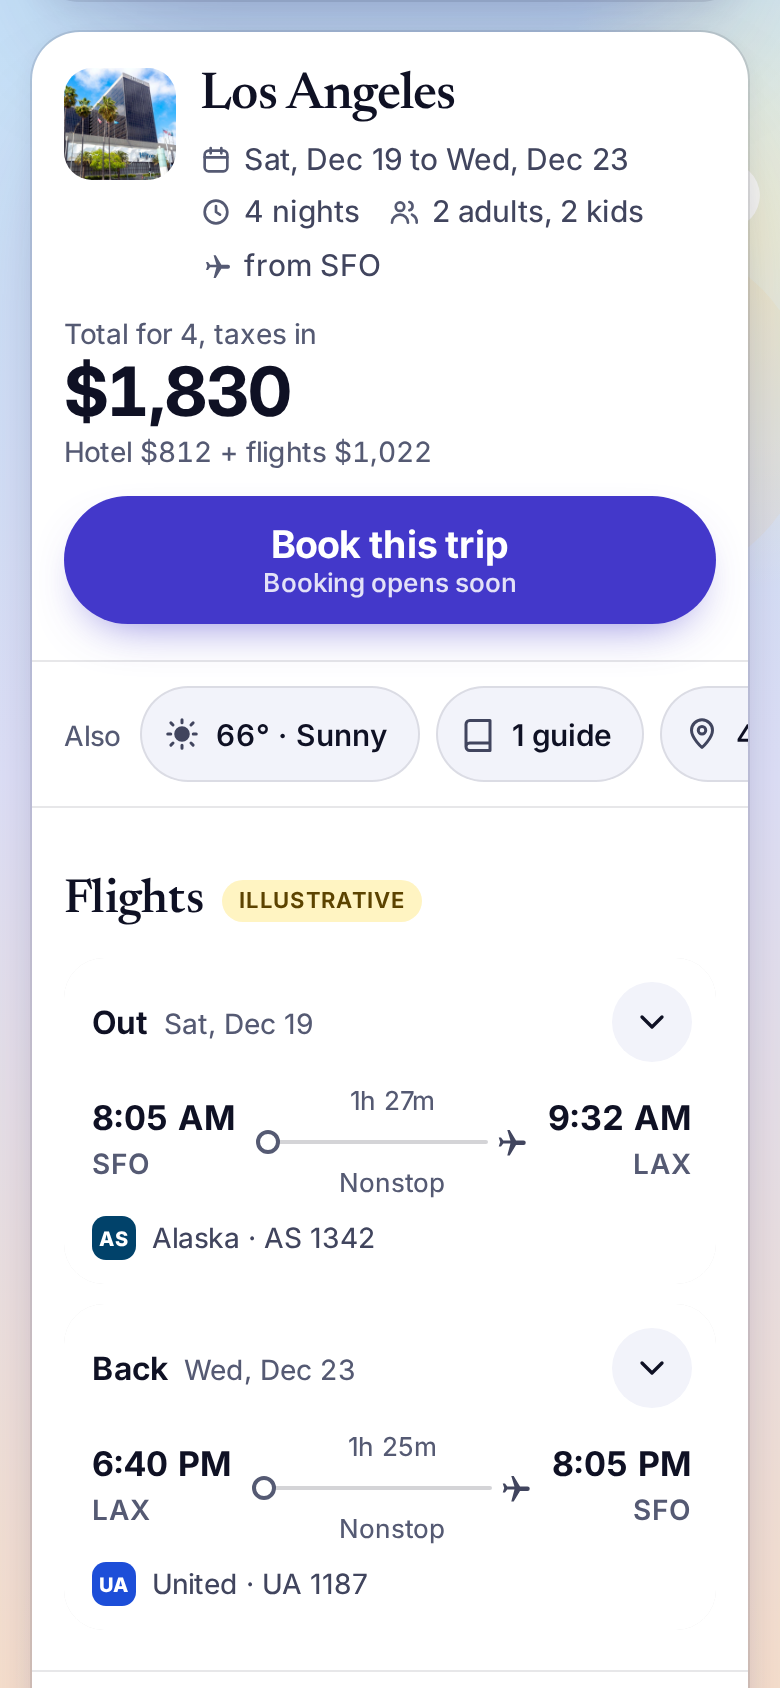 Los Angeles
Sat, Dec 19 to Wed, Dec 23
4 nights 2 adults, 2 kids
from SFO
Total for 4, taxes in
$1,830
Hotel $812 + flights $1,022
Book this trip
Booking opens soon
Also 66° · Sunny 1 guide
Flights ILLUSTRATIVE
Out Sat, Dec 19
1h 27m
8:05 AM 9:32 AM
SFO LAX
Nonstop
AS Alaska · AS 1342
Back Wed, Dec 23
1h 25m
6:40 PM 8:05 PM
LAX SFO
Nonstop
UA United · UA 1187